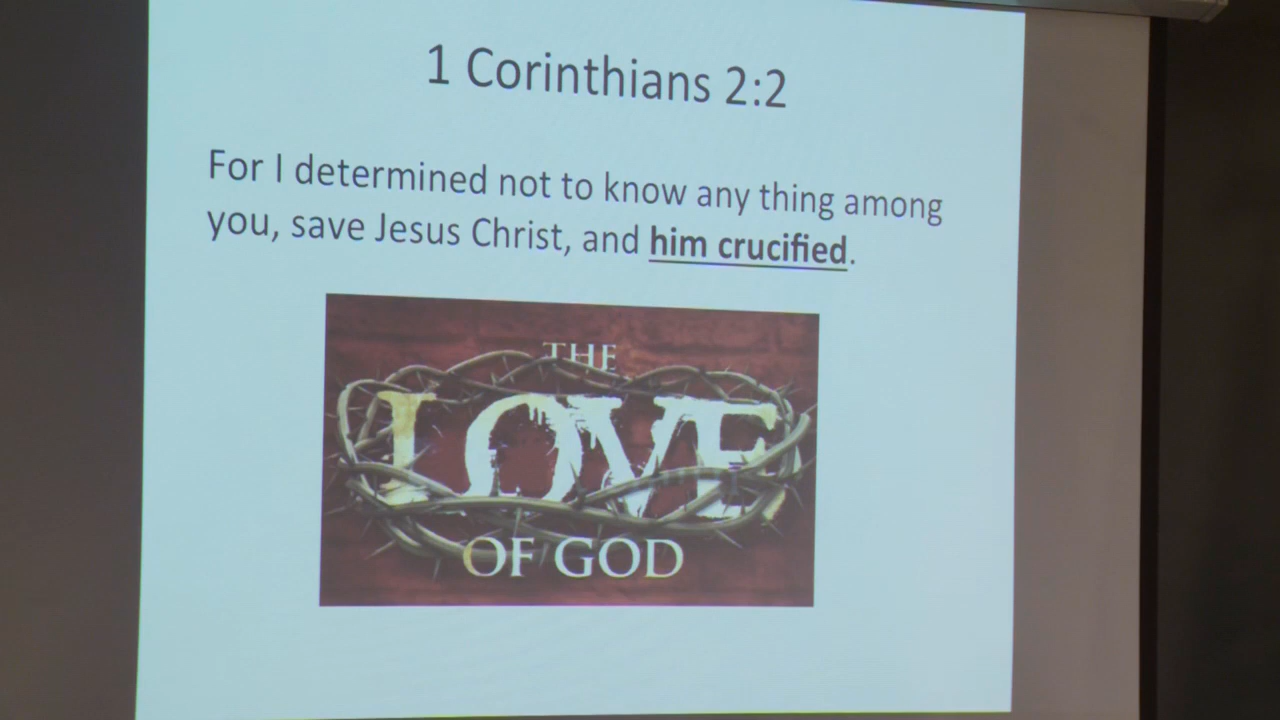 1 Corinthians 2:2
For I determined not to know any thing among
you, save Jesus Christ, and him crucified.
THE
LOVE
OF GOD